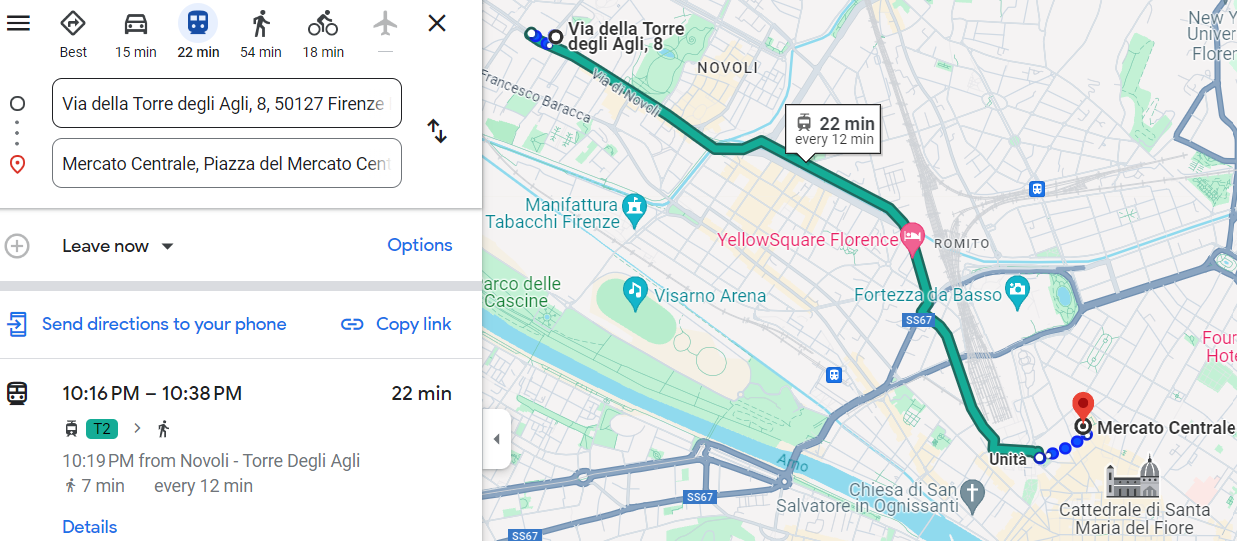 Best
15 min
22 min
54 min
18 min
—
Via della Torre degli Agli, 8, 50127 Firenze
Mercato Centrale, Piazza del Mercato Cent
Leave now
Options
Send directions to your phone
Copy link
10:16 PM – 10:38 PM
22 min
T2
10:19 PM from Novoli - Torre Degli Agli
7 min
every 12 min
Details
Via della Torre
degli Agli, 8
NOVOLI
Francesco Baracca
Via di Novoli
22 min
every 12 min
New Y
Univer
Floren
Manifattura
Tabacchi Firenze
YellowSquare Florence
ROMITO
arco delle
Cascine
Visarno Arena
Fortezza da Basso
SS67
Four
Hote
Mercato Centrale
Unità
Arno
SS67
Chiesa di San
Salvatore in Ognissanti
Cattedrale di Santa
Maria del Fiore
SS67